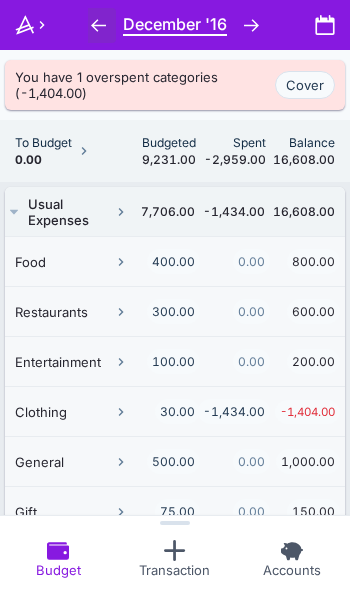 December '16
You have 1 overspent categories
(-1,404.00)
Cover
To Budget Budgeted Spent Balance
0.00 9,231.00 -2,959.00 16,608.00
Usual
Expenses 7,706.00 -1,434.00 16,608.00
Food 400.00 0.00 800.00
Restaurants 300.00 0.00 600.00
Entertainment 100.00 0.00 200.00
Clothing 30.00 -1,434.00 -1,404.00
General 500.00 0.00 1,000.00
Gift 75.00 0.00 150.00
Budget Transaction Accounts